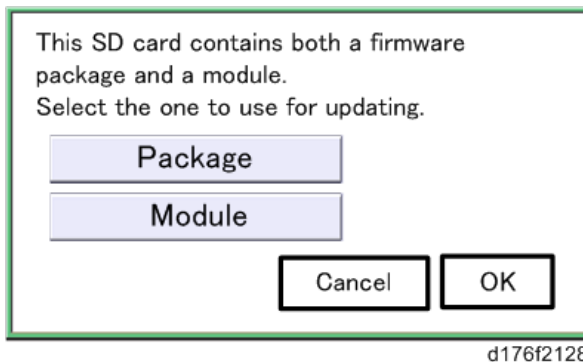 This SD card contains both a firmware
package and a module.
Select the one to use for updating.
Package
Module
Cancel OK
d176f2128